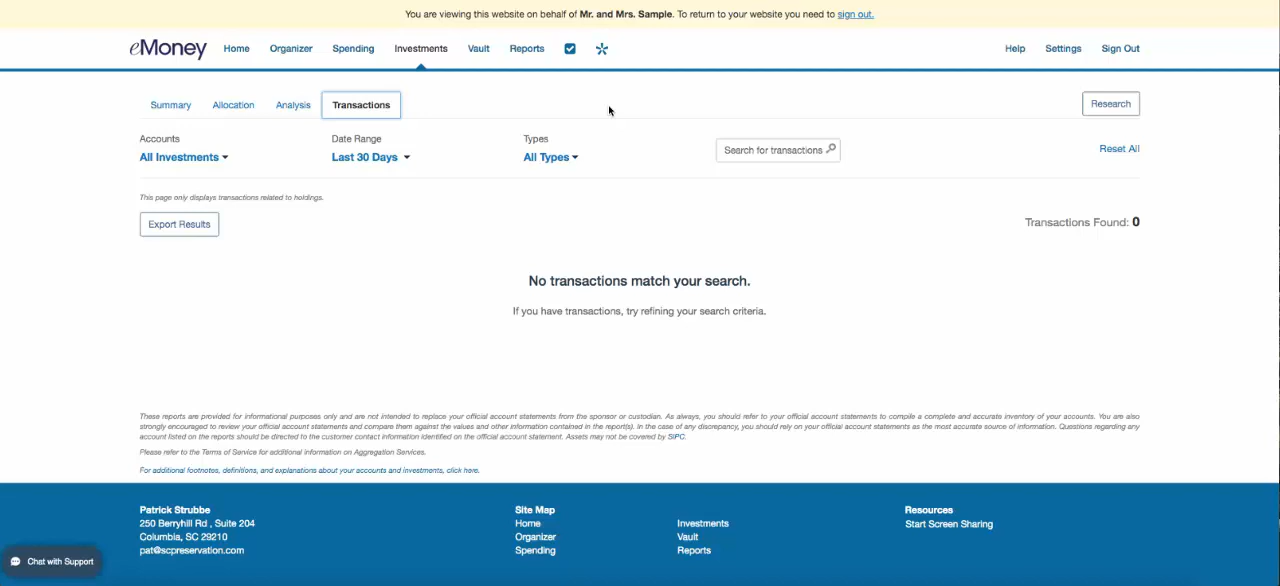 You are viewing this website on behalf of Mr. and Mrs. Sample. To return to your website you need to sign out.
eMoney Home Organizer Spending Investments Vault Reports Help Settings Sign Out
Summary Allocation Analysis Transactions Research
Accounts Date Range Types
All Investments Last 30 Days All Types Search for transactions Reset All
This page only displays transactions related to holdings.
Export Results Transactions Found: 0
No transactions match your search.
If you have transactions, try refining your search criteria.
These reports are provided for informational purposes only and are not intended to replace your official account statements from the sponsor or custodian. As always, you should refer to your official account statements to compile a complete and accurate inventory of your accounts. You are also
strongly encouraged to review your official account statements and compare them against the values and other information contained in the report(s). In the case of any discrepancy, you should rely on your official account statements as the most accurate source of information. Questions regarding any
account listed on the reports should be directed to the customer contact information identified on the official account statement. Assets may not be covered by SIPC.
Please refer to the Terms of Service for additional information on Aggregation Services.
For additional footnotes, definitions, and explanations about your accounts and investments, click here.
Patrick Strubbe Site Map Resources
250 Berryhill Rd , Suite 204 Home Investments Start Screen Sharing
Columbia, SC 29210 Organizer Vault
pat@scpreservation.com Spending Reports
Chat with Support